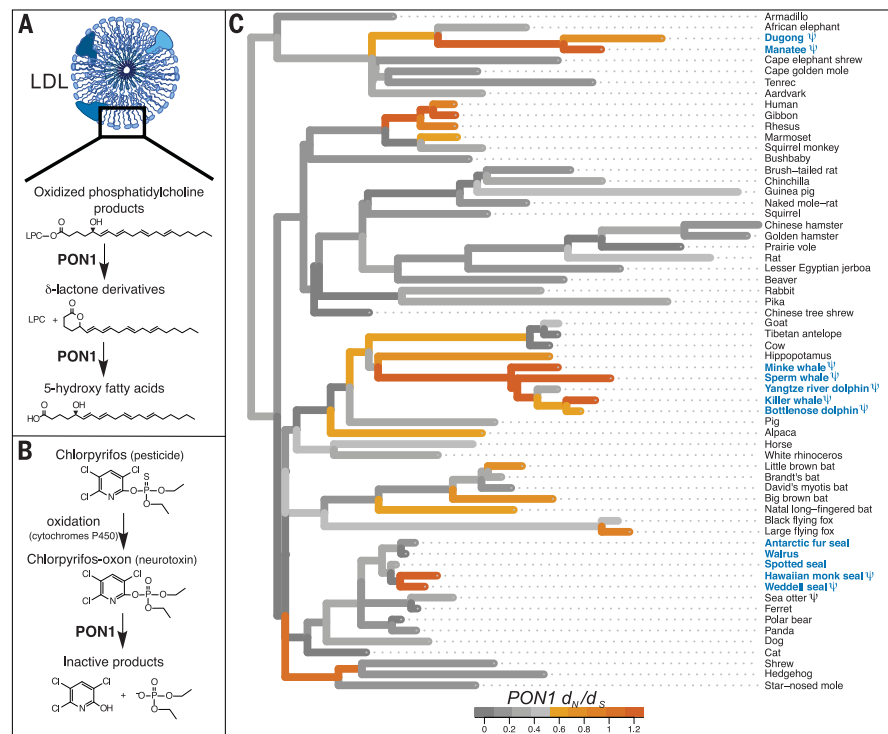 A
LDL
Oxidized phosphatidylcholine
products
O
OH
LPC
O
PON1
δ-lactone derivatives
O
LPC +
O
PON1
5-hydroxy fatty acids
O
OH
HO
B
Chlorpyrifos (pesticide)
Cl
Cl
S
Cl
N
O
P
O
O
oxidation
(cytochromes P450)
Chlorpyrifos-oxon (neurotoxin)
Cl
Cl
O
Cl
N
O
P
O
O
PON1
Inactive products
Cl
Cl
O
Cl
N
OH
+
-O
P
O
O
C
Armadillo
African elephant
Dugong ψ
Manatee ψ
Cape elephant shrew
Cape golden mole
Tenrec
Aardvark
Human
Gibbon
Rhesus
Marmoset
Squirrel monkey
Bushbaby
Brush-tailed rat
Chinchilla
Guinea pig
Naked mole-rat
Squirrel
Chinese hamster
Golden hamster
Prairie vole
Rat
Lesser Egyptian jerboa
Beaver
Rabbit
Pika
Chinese tree shrew
Goat
Tibetan antelope
Cow
Hippopotamus
Minke whale ψ
Sperm whale ψ
Yangtze river dolphin ψ
Killer whale ψ
Bottlenose dolphin ψ
Pig
Alpaca
Horse
White rhinoceros
Little brown bat
Brandt's bat
David's myotis bat
Big brown bat
Natal long-fingered bat
Black flying fox
Large flying fox
Antarctic fur seal
Walrus
Spotted seal
Hawaiian monk seal ψ
Weddell seal ψ
Sea otter ψ
Ferret
Polar bear
Panda
Dog
Cat
Shrew
Hedgehog
Star-nosed mole
PON1 dN/dS
0 0.2 0.4 0.6 0.8 1 1.2